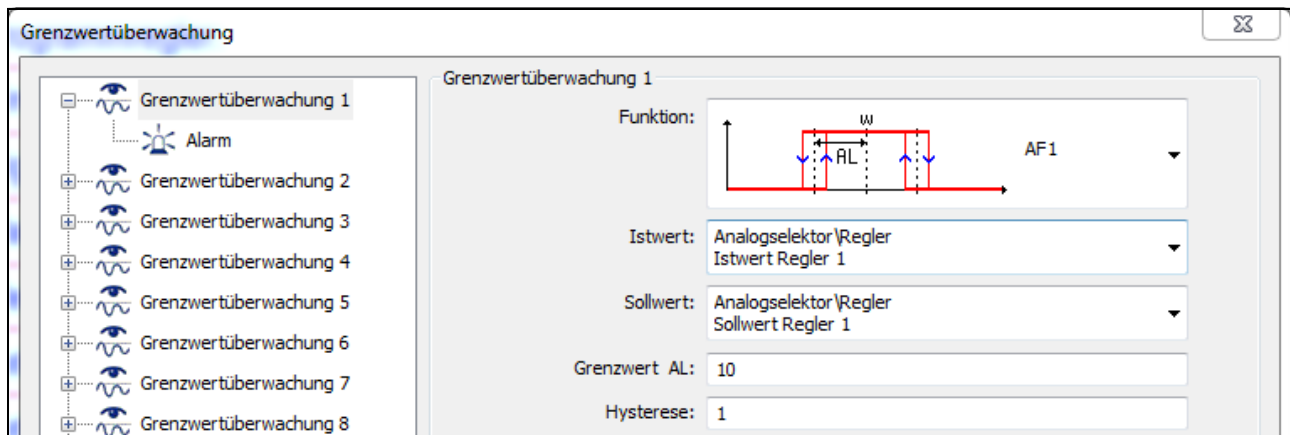 Grenzwertüberwachung
Grenzwertüberwachung 1
Alarm
Grenzwertüberwachung 2
Grenzwertüberwachung 3
Grenzwertüberwachung 4
Grenzwertüberwachung 5
Grenzwertüberwachung 6
Grenzwertüberwachung 7
Grenzwertüberwachung 8
Grenzwertüberwachung 1
Funktion:
w
AL
AF1
Istwert: Analogselektor\Regler
Istwert Regler 1
Sollwert: Analogselektor\Regler
Sollwert Regler 1
Grenzwert AL: 10
Hysterese: 1